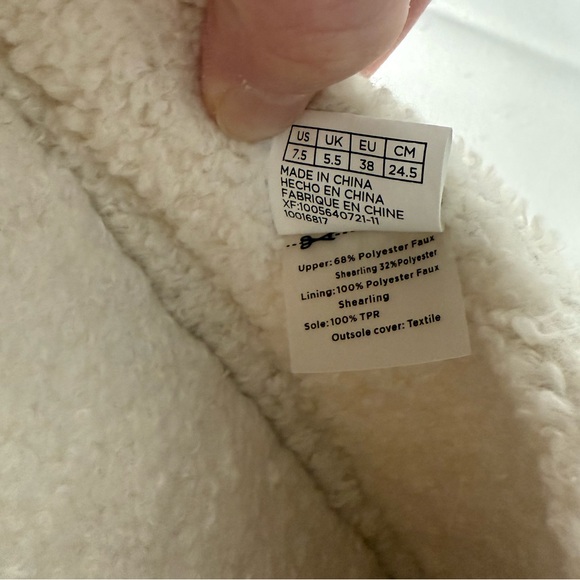 US UK EU CM
7.5 5.5 38 24.5
MADE IN CHINA
HECHO EN CHINA
FABRIQUE EN CHINE
XF:1005640721-11
10016817
Upper: 68% Polyester Faux
Shearling 32%Polyester
Lining: 100% Polyester Faux
Shearling
Sole: 100% TPR
Outsole cover: Textile